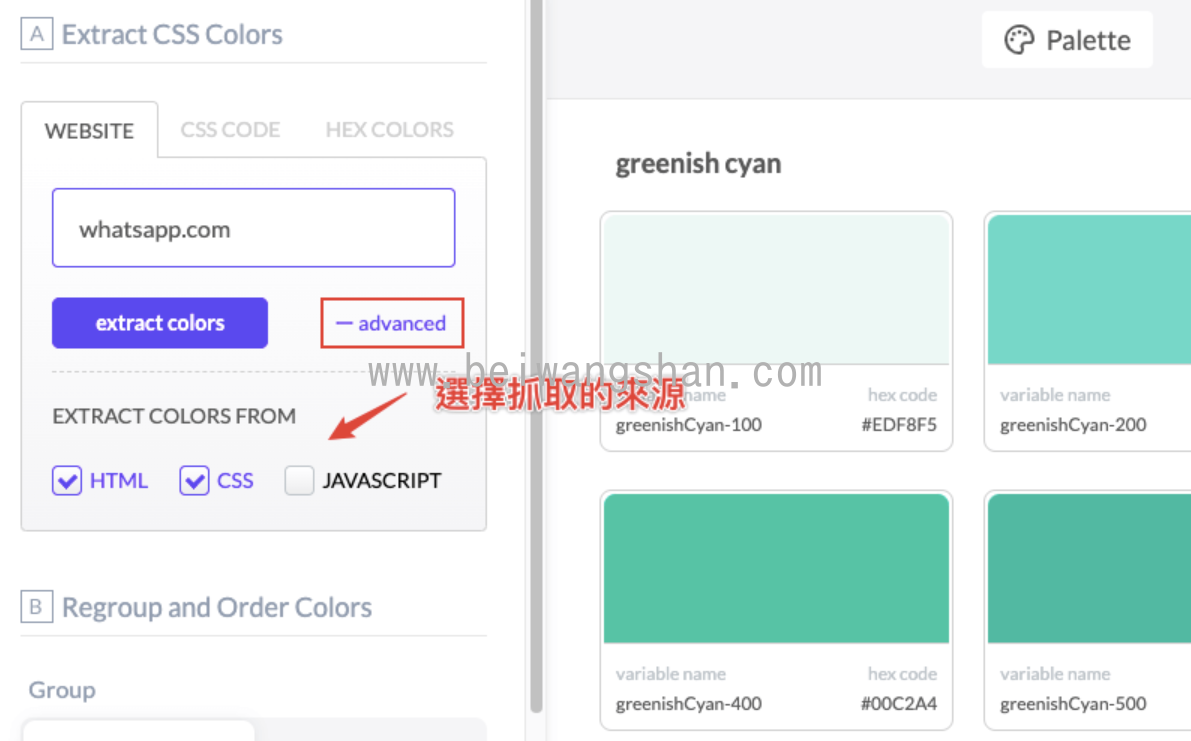 A Extract CSS Colors
WEBSITE CSS CODE HEX COLORS
whatsapp.com
extract colors — advanced
www.beiwangshan.com
選擇抓取的來源
EXTRACT COLORS FROM
HTML CSS JAVASCRIPT
B Regroup and Order Colors
Group
Palette
greenish cyan
name hex code
greenishCyan-100 #EDF8F5
variable name
greenishCyan-200
variable name hex code
greenishCyan-400 #00C2A4
variable name
greenishCyan-500